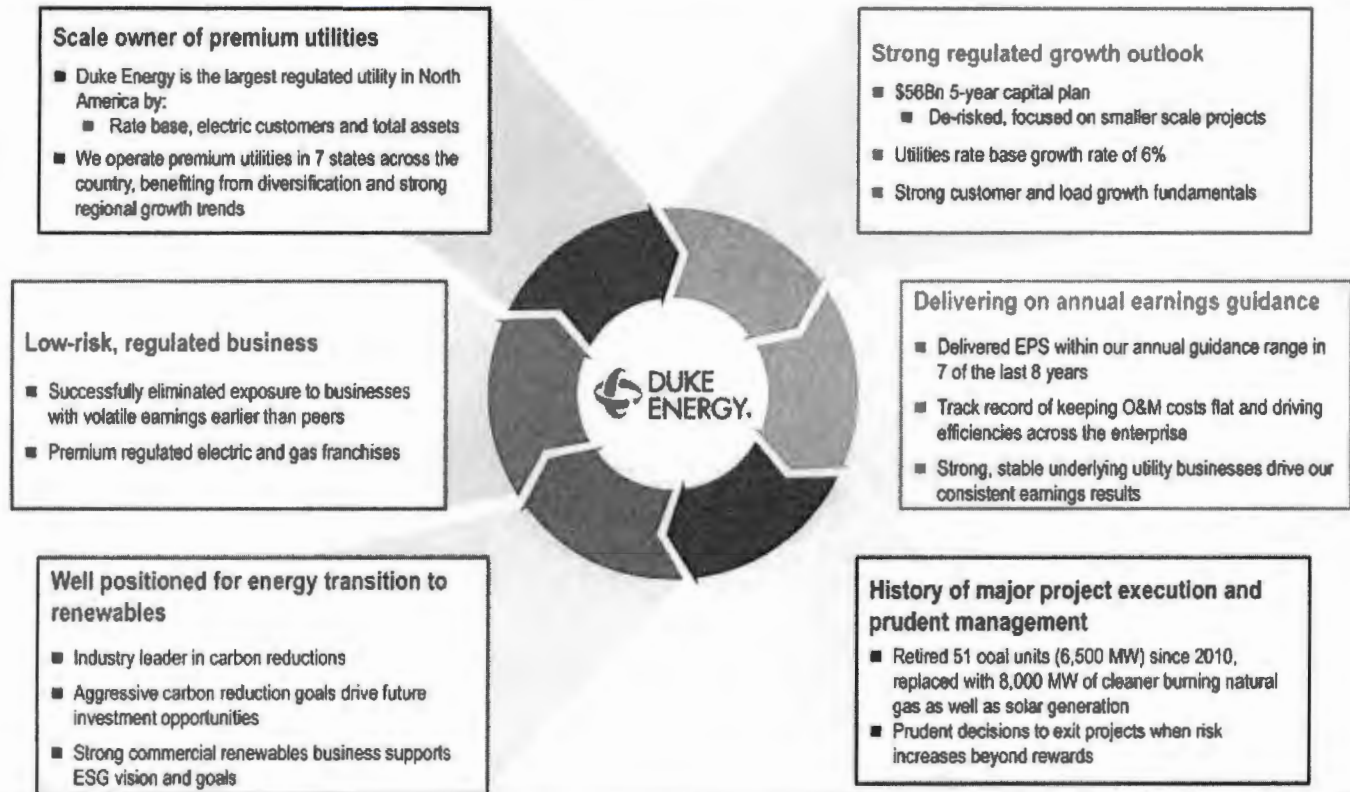 Scale owner of premium utilities
■ Duke Energy is the largest regulated utility in North
America by:
■ Rate base, electric customers and total assets
■ We operate premium utilities in 7 states across the
country, benefiting from diversification and strong
regional growth trends
Strong regulated growth outlook
■ $56Bn 5-year capital plan
■ De-risked, focused on smaller scale projects
■ Utilities rate base growth rate of 6%
■ Strong customer and load growth fundamentals
Low-risk, regulated business
■ Successfully eliminated exposure to businesses
with volatile earnings earlier than peers
■ Premium regulated electric and gas franchises
DUKE
ENERGY.
Delivering on annual earnings guidance
■ Delivered EPS within our annual guidance range in
7 of the last 8 years
■ Track record of keeping O&M costs flat and driving
efficiencies across the enterprise
■ Strong, stable underlying utility businesses drive our
consistent earnings results
Well positioned for energy transition to
renewables
■ Industry leader in carbon reductions
■ Aggressive carbon reduction goals drive future
investment opportunities
■ Strong commercial renewables business supports
ESG vision and goals
History of major project execution and
prudent management
■ Retired 51 coal units (6,500 MW) since 2010,
replaced with 8,000 MW of cleaner burning natural
gas as well as solar generation
■ Prudent decisions to exit projects when risk
increases beyond rewards